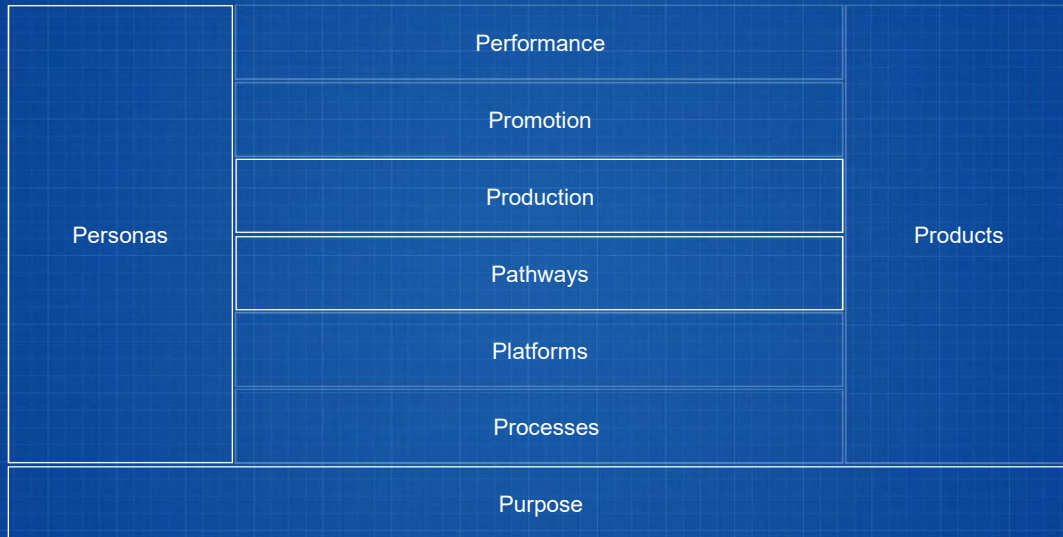 Performance
Promotion
Production
Personas
Products
Pathways
Platforms
Processes
Purpose